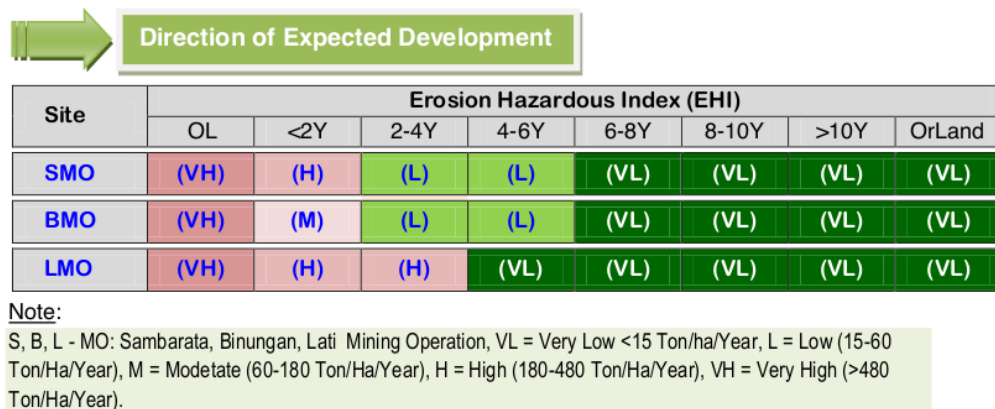 Direction of Expected Development
Site Erosion Hazardous Index (EHI)
OL <2Y 2-4Y 4-6Y 6-8Y 8-10Y >10Y OrLand
SMO (VH) (H) (L) (L) (VL) (VL) (VL) (VL)
BMO (VH) (M) (L) (L) (VL) (VL) (VL) (VL)
LMO (VH) (H) (H) (VL) (VL) (VL) (VL) (VL)
Note:
S, B, L - MO: Sambarata, Binungan, Lati Mining Operation, VL = Very Low <15 Ton/ha/Year, L = Low (15-60
Ton/Ha/Year), M = Modetate (60-180 Ton/Ha/Year), H = High (180-480 Ton/Ha/Year), VH = Very High (>480
Ton/Ha/Year).